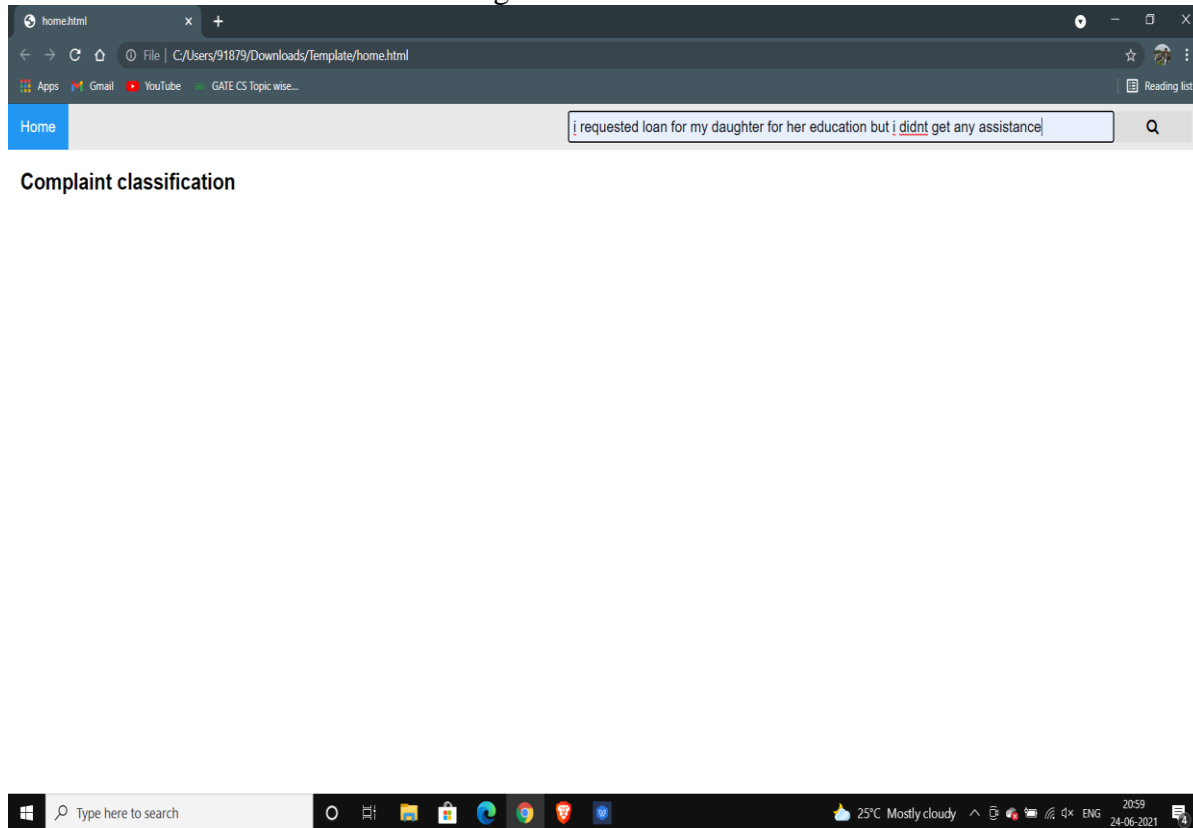 home.html
File | C:/Users/91879/Downloads/Template/home.html
Apps Gmail YouTube GATE CS Topic wise... Reading list
Home i requested loan for my daughter for her education but i didnt get any assistance
Complaint classification
Type here to search 25°C Mostly cloudy ENG 20:59
24-06-2021 4